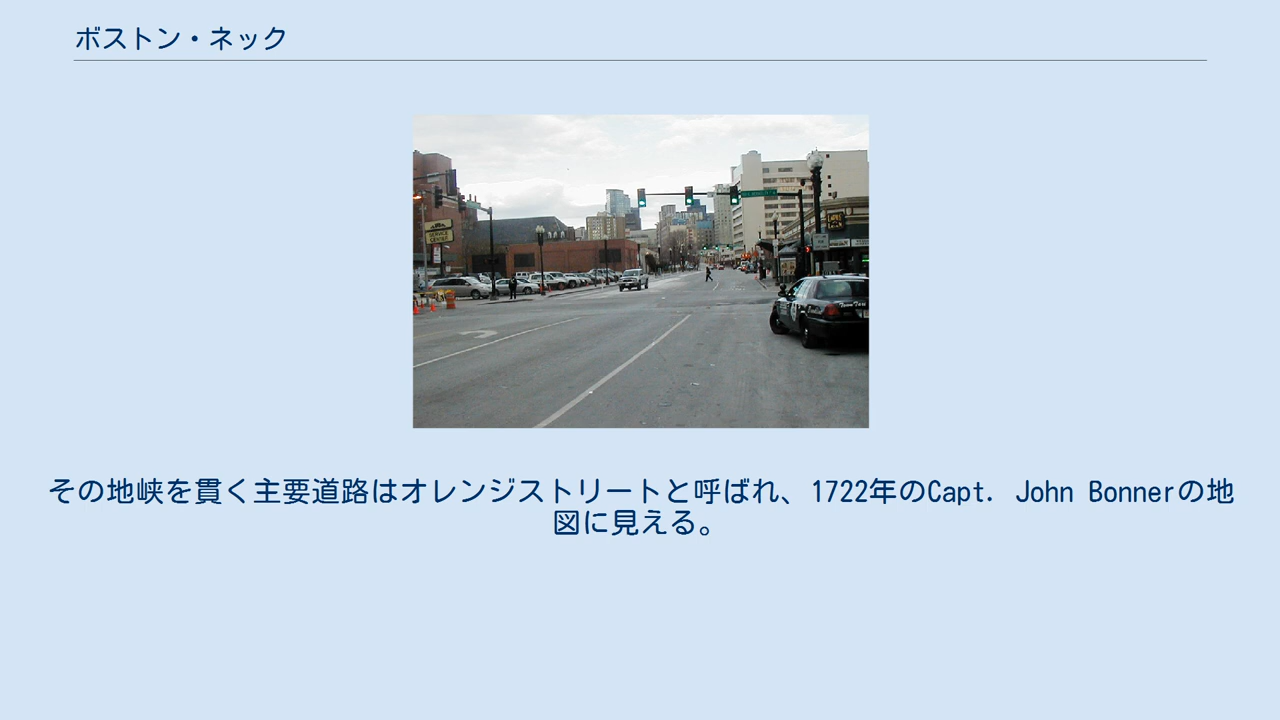 ボストン・ネック
その地峡を貫く主要道路はオレンジストリートと呼ばれ、1722年のCapt. John Bonnerの地
図に見える。